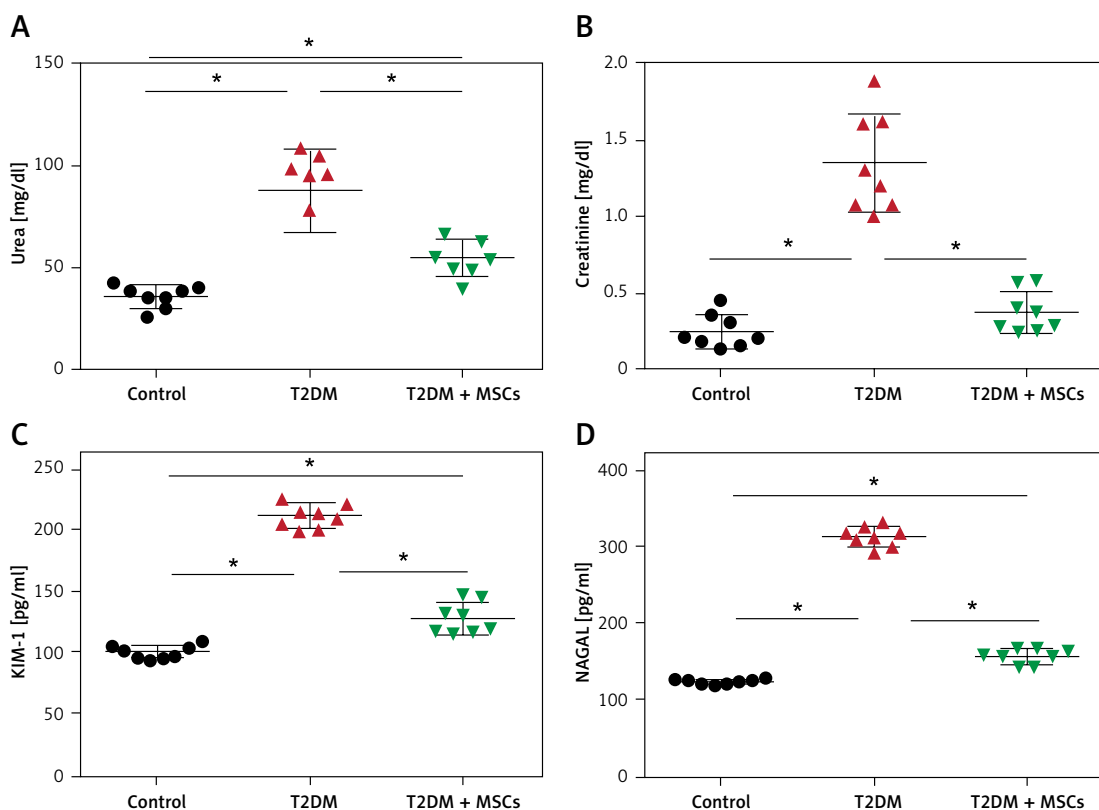 A
*
* *
150
100
50
0
Urea [mg/dl]
Control T2DM T2DM + MSCs
B
2.0
1.5
1.0
0.5
0
Creatinine [mg/dl]
* *
Control T2DM T2DM + MSCs
C
250
200
150
100
50
0
KIM-1 [pg/ml]
*
* *
Control T2DM T2DM + MSCs
D
400
300
200
100
0
NAGAL [pg/ml]
*
* *
Control T2DM T2DM + MSCs